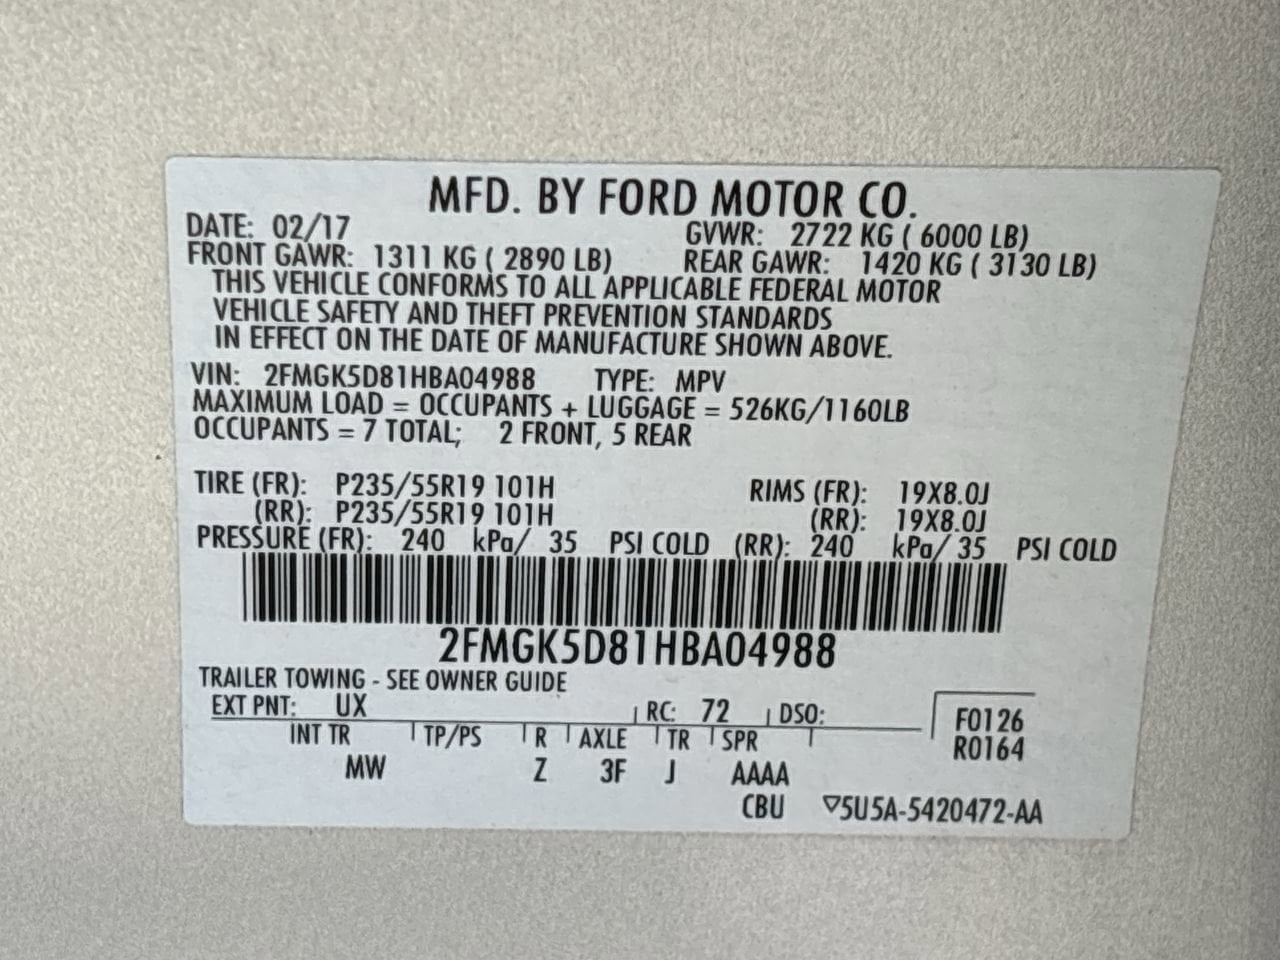 MFD. BY FORD MOTOR CO.
DATE: 02/17 GVWR: 2722 KG ( 6000 LB)
FRONT GAWR: 1311 KG ( 2890 LB) REAR GAWR: 1420 KG ( 3130 LB)
THIS VEHICLE CONFORMS TO ALL APPLICABLE FEDERAL MOTOR
VEHICLE SAFETY AND THEFT PREVENTION STANDARDS
IN EFFECT ON THE DATE OF MANUFACTURE SHOWN ABOVE.
VIN: 2FMGK5D81HBA04988 TYPE: MPV
MAXIMUM LOAD = OCCUPANTS + LUGGAGE = 526KG/1160LB
OCCUPANTS = 7 TOTAL; 2 FRONT, 5 REAR
TIRE (FR): P235/55R19 101H RIMS (FR): 19X8.0J
(RR): P235/55R19 101H (RR): 19X8.0J
PRESSURE (FR): 240 kPa/ 35 PSI COLD (RR): 240 kPa/ 35 PSI COLD
2FMGK5D81HBA04988
TRAILER TOWING - SEE OWNER GUIDE
EXT PNT: UX RC: 72 DSO: F0126
INT TR TP/PS R AXLE TR SPR R0164
MW Z 3F J AAAA
CBU ▽5U5A-5420472-AA